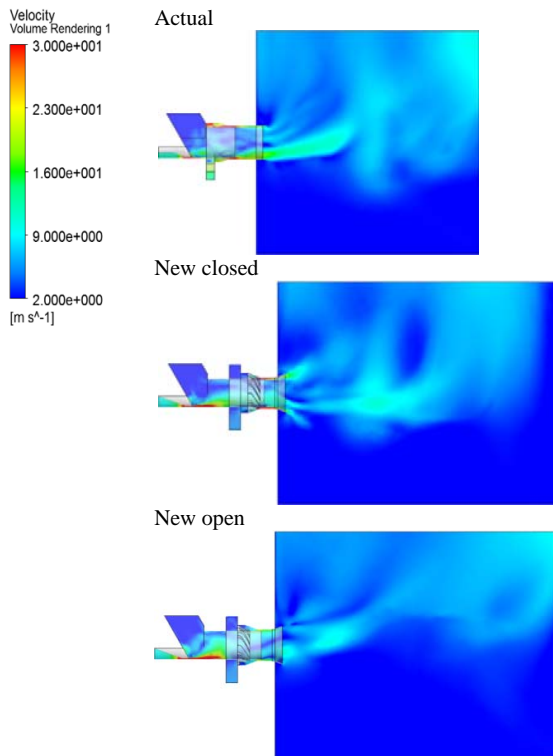 Velocity
Volume Rendering 1
3.000e+001
2.300e+001
1.600e+001
9.000e+000
2.000e+000
[m s^-1]
Actual
New closed
New open